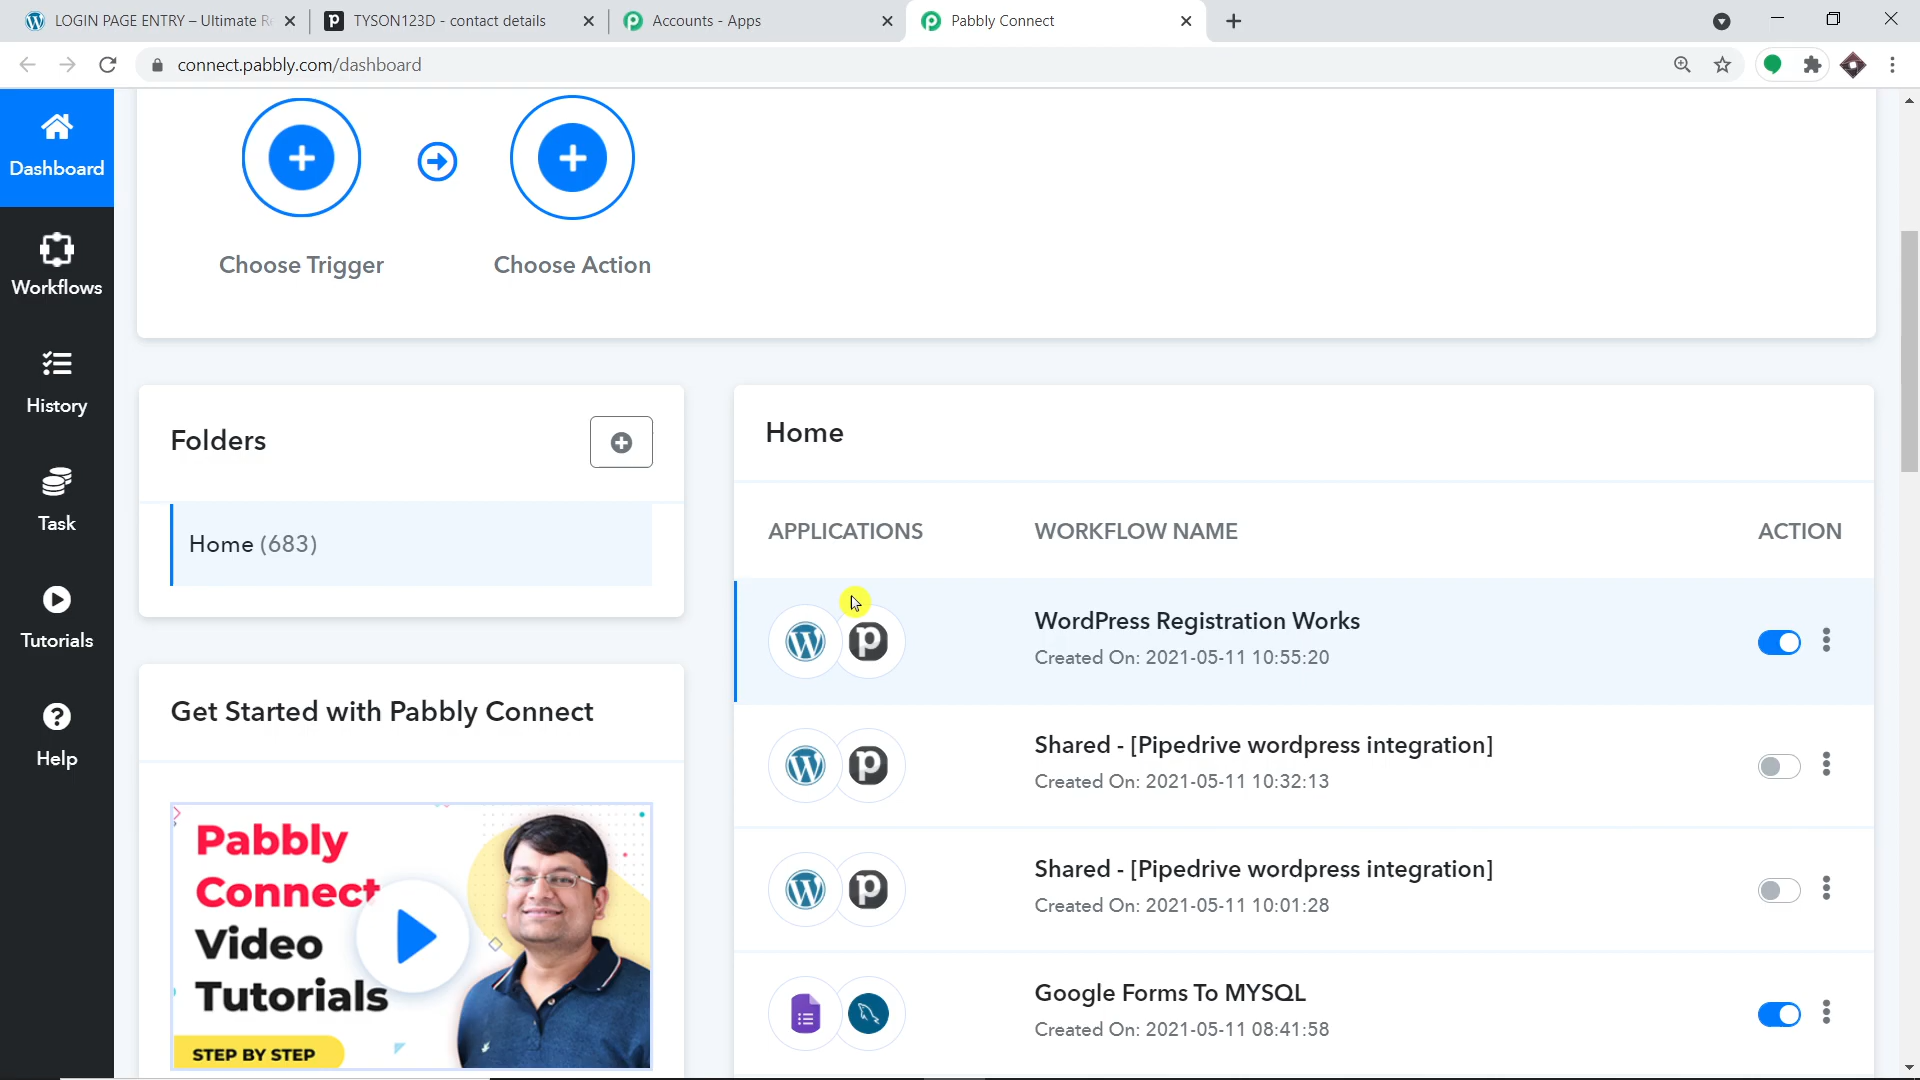 LOGIN PAGE ENTRY – Ultimate R
TYSON123D - contact details
Accounts - Apps
Pabbly Connect
connect.pabbly.com/dashboard
Dashboard
Workflows
History
Task
Tutorials
Help
Choose Trigger
Choose Action
Folders
Home (683)
Get Started with Pabbly Connect
Pabbly
Connect
Video
Tutorials
STEP BY STEP
Home
APPLICATIONS WORKFLOW NAME ACTION
WordPress Registration Works
Created On: 2021-05-11 10:55:20
Shared - [Pipedrive wordpress integration]
Created On: 2021-05-11 10:32:13
Shared - [Pipedrive wordpress integration]
Created On: 2021-05-11 10:01:28
Google Forms To MYSQL
Created On: 2021-05-11 08:41:58